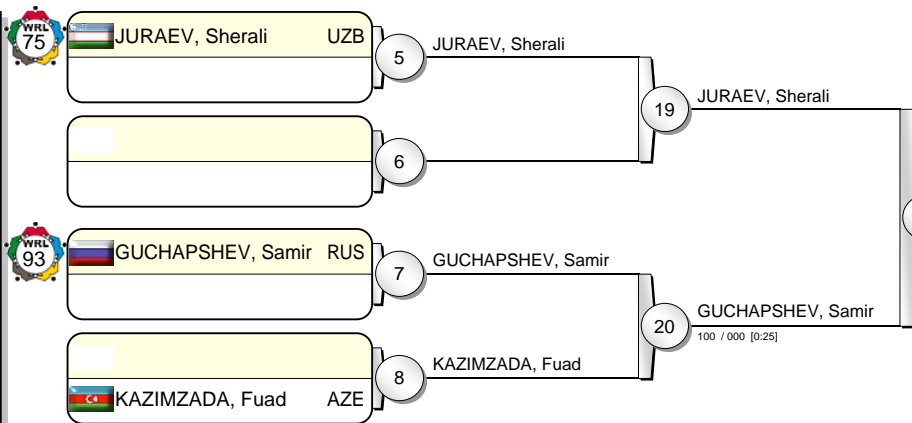 WRL
75
JURAEV, Sherali UZB
5
JURAEV, Sherali
19
JURAEV, Sherali
6
WRL
93
GUCHAPSHEV, Samir RUS
7
GUCHAPSHEV, Samir
20
GUCHAPSHEV, Samir
100 / 000 [0:25]
8
KAZIMZADA, Fuad
KAZIMZADA, Fuad AZE